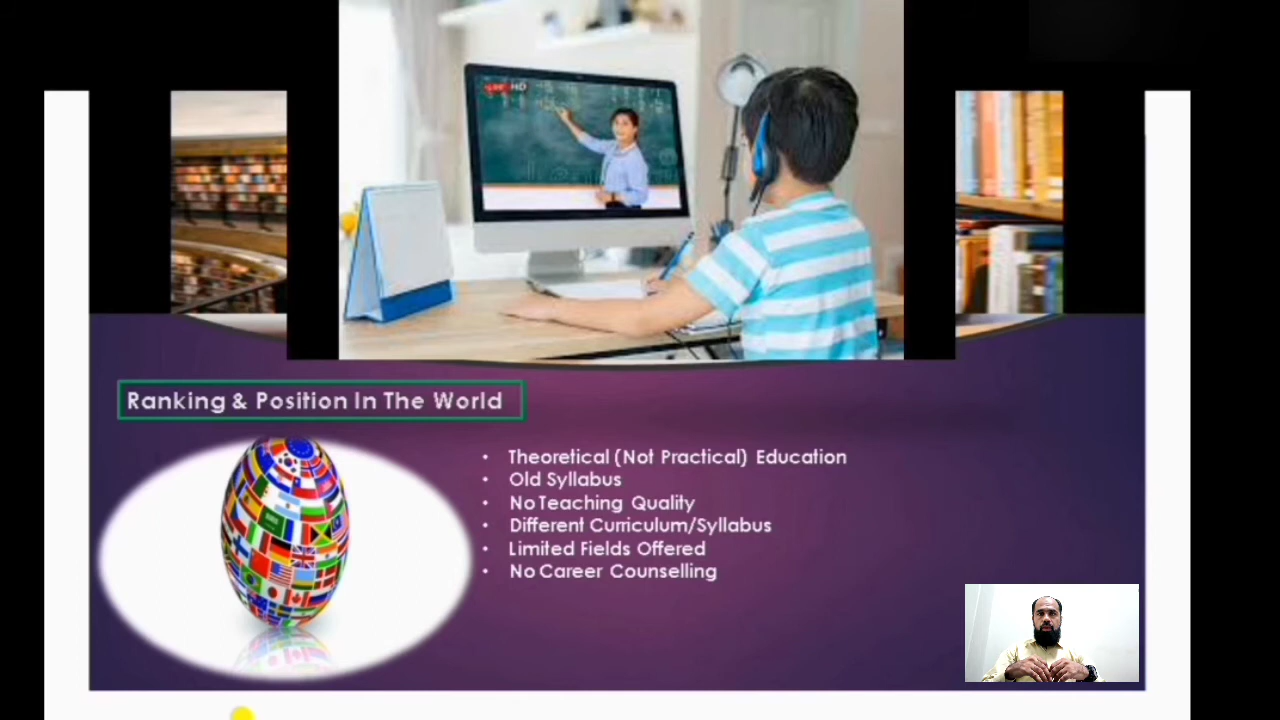 HD
Ranking & Position In The World
• Theoretical (Not Practical) Education
• Old Syllabus
• No Teaching Quality
• Different Curriculum/Syllabus
• Limited Fields Offered
• No Career Counselling